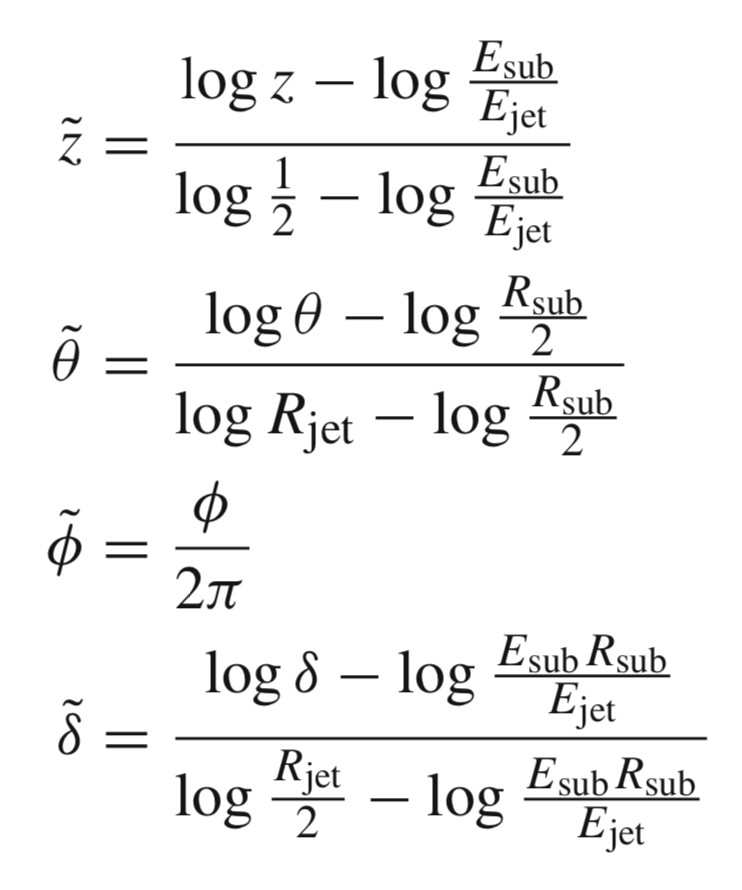 \tilde{z} = \frac{\log z - \log \frac{E_{\text{sub}}}{E_{\text{jet}}}}{\log \frac{1}{2} - \log \frac{E_{\text{sub}}}{E_{\text{jet}}}}
\tilde{\theta} = \frac{\log \theta - \log \frac{R_{\text{sub}}}{2}}{\log R_{\text{jet}} - \log \frac{R_{\text{sub}}}{2}}
\tilde{\phi} = \frac{\phi}{2\pi}
\tilde{\delta} = \frac{\log \delta - \log \frac{E_{\text{sub}} R_{\text{sub}}}{E_{\text{jet}}}}{\log \frac{R_{\text{jet}}}{2} - \log \frac{E_{\text{sub}} R_{\text{sub}}}{E_{\text{jet}}}}